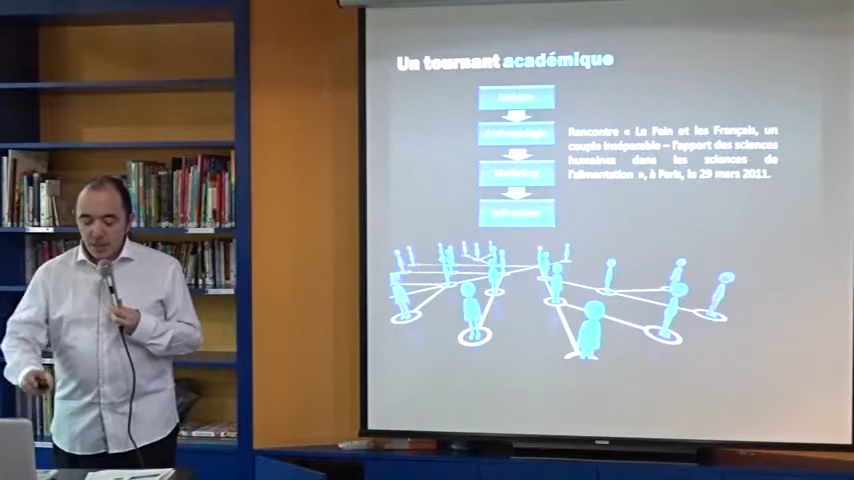 Un tournant académique
Rencontre « Le Pain et les Français, un
couple inséparable – l'apport des sciences
humaines dans les sciences de
l'alimentation », à Paris, le 29 mars 2011.